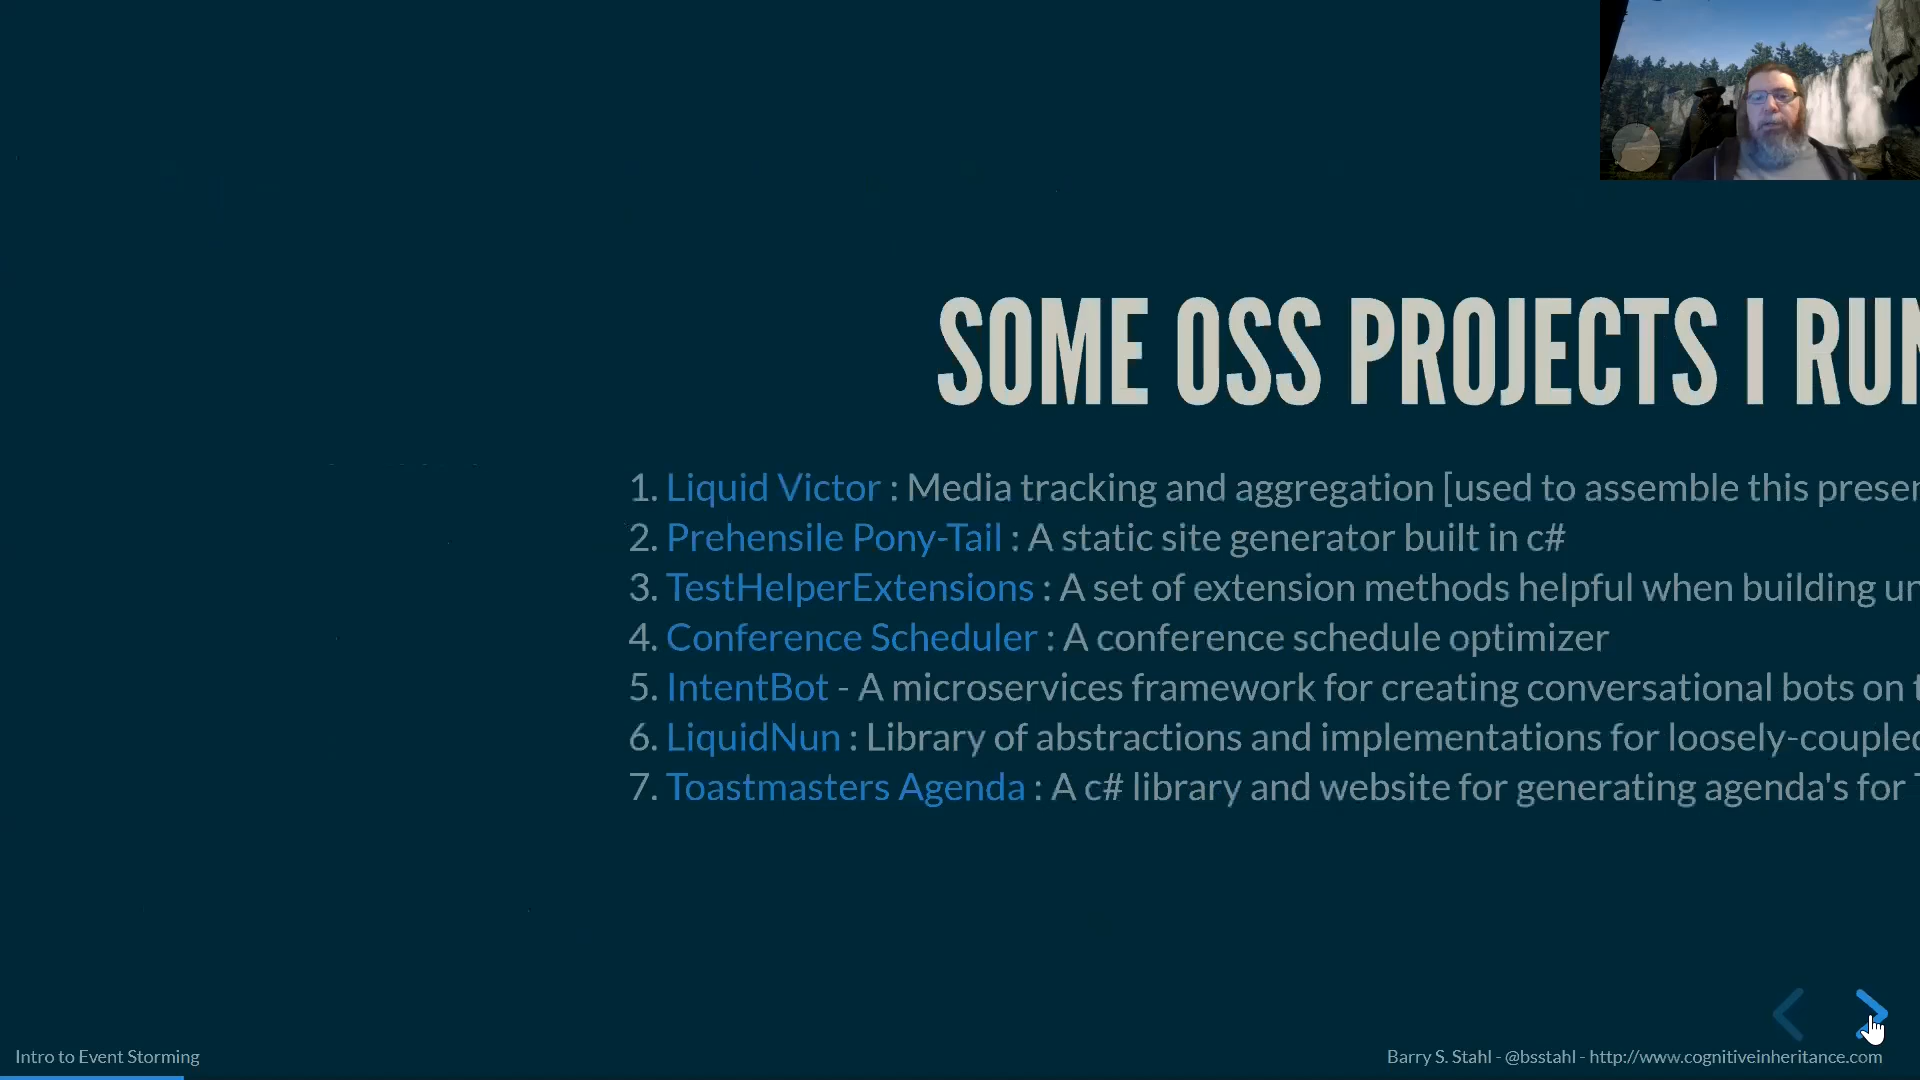 SOME OSS PROJECTS I RUN
1. Liquid Victor : Media tracking and aggregation [used to assemble this presen
2. Prehensile Pony-Tail : A static site generator built in c#
3. TestHelperExtensions : A set of extension methods helpful when building un
4. Conference Scheduler : A conference schedule optimizer
5. IntentBot - A microservices framework for creating conversational bots on t
6. LiquidNun : Library of abstractions and implementations for loosely-coupled
7. Toastmasters Agenda : A c# library and website for generating agenda's for T
Intro to Event Storming
Barry S. Stahl - @bsstahl - http://www.cognitiveinheritance.com